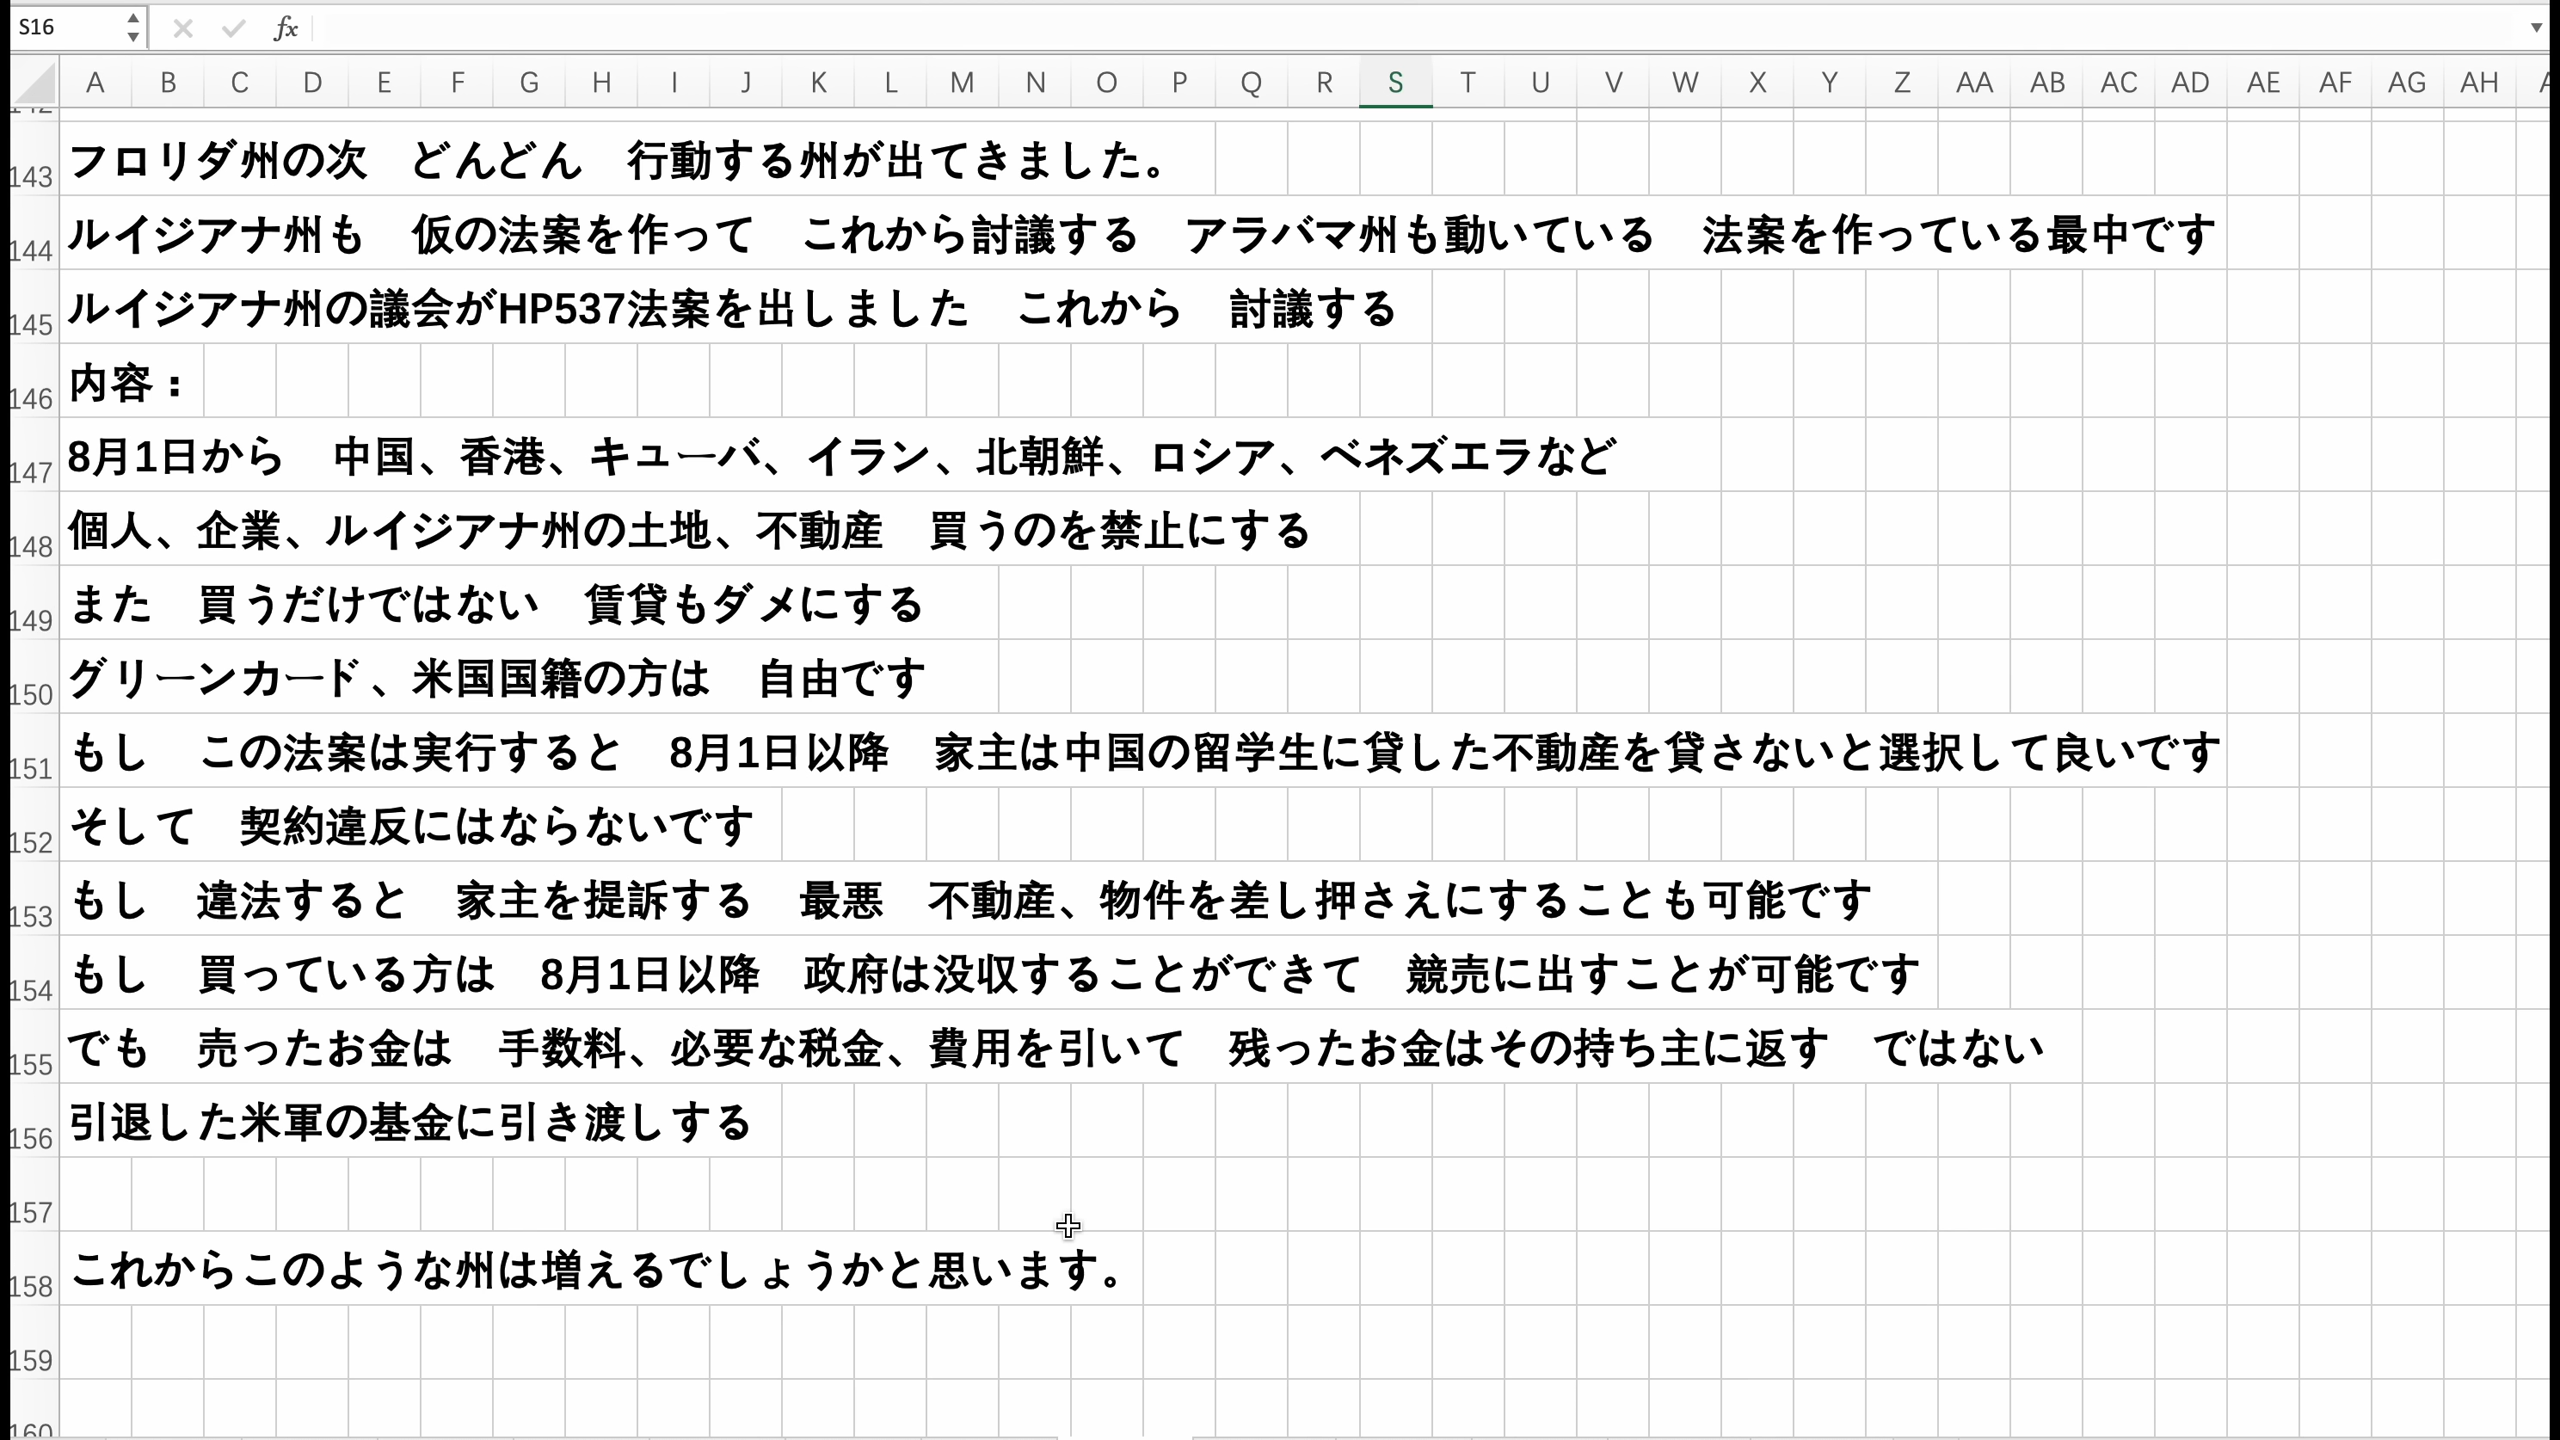 S16 fx
A B C D E F G H I J K L M N O P Q R S T U V W X Y Z AA AB AC AD AE AF AG AH
143 フロリダ州の次　どんどん　行動する州が出てきました。
144 ルイジアナ州も　仮の法案を作って　これから討議する　アラバマ州も動いている　法案を作っている最中です
145 ルイジアナ州の議会がHP537法案を出しました　これから　討議する
146 内容：
147 8月1日から　中国、香港、キューバ、イラン、北朝鮮、ロシア、ベネズエラなど
148 個人、企業、ルイジアナ州の土地、不動産　買うのを禁止にする
149 また　買うだけではない　賃貸もダメにする
150 グリーンカード、米国国籍の方は　自由です
151 もし　この法案は実行すると　8月1日以降　家主は中国の留学生に貸した不動産を貸さないと選択して良いです
152 そして　契約違反にはならないです
153 もし　違法すると　家主を提訴する　最悪　不動産、物件を差し押さえにすることも可能です
154 もし　買っている方は　8月1日以降　政府は没収することができて　競売に出すことが可能です
155 でも　売ったお金は　手数料、必要な税金、費用を引いて　残ったお金はその持ち主に返す　ではない
156 引退した米軍の基金に引き渡しする
157
158 これからこのような州は増えるでしょうかと思います。
159
160